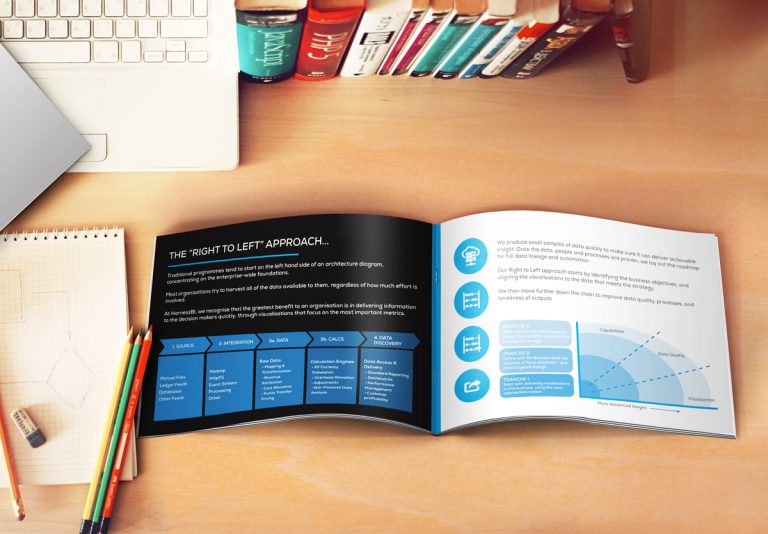 JavaScript
PHP5
THE "RIGHT TO LEFT" APPROACH...
Traditional programmes tend to start on the left hand side of an architecture diagram,
concentrating on the enterprise-wide foundations.
Most organisations try to harvest all of the data available to them, regardless of how much effort is
involved.
At HarnessBI, we recognise that the greatest benefit to an organisation is in delivering information
to the decision makers quickly, through visualisations that focus on the most important metrics.
1. SOURCE
Manual Files
Ledger Feeds
Databases
Other Feeds
2. INTEGRATION
Hadoop
Event Stream
Processing
Other
3a. DATA
Raw Data:
- Mapping &
Transformation
- Revenue
Attribution
- Cost Allocation
- Funds Transfer
Pricing
3b. CALCS
Calculation Engines:
- FX Currency
Translation
- Overhead Allocation
- Adjustments
- Non-Financial Data
Analysis
4. DATA
DISCOVERY
Data Access &
Delivery
- Standard Reporting
- Dashboards
- Performance
Management
- Customer
profitability
We produce small samples of data quickly to make sure it can deliver actionable
insight. Once the data, people and processes are proven, we lay out the roadmap
for full data lineage and automation
Our Right to Left approach starts by identifying the business objectives, and
aligning the visualisations to the data that meets the strategy.
We then move further down the chain to improve data quality, processes, and
timeliness of outputs
TRANCHE 3
TRANCHE 2
TRANCHE 1
Capabilities
Data Quality
Visualisation
More Advanced Insight